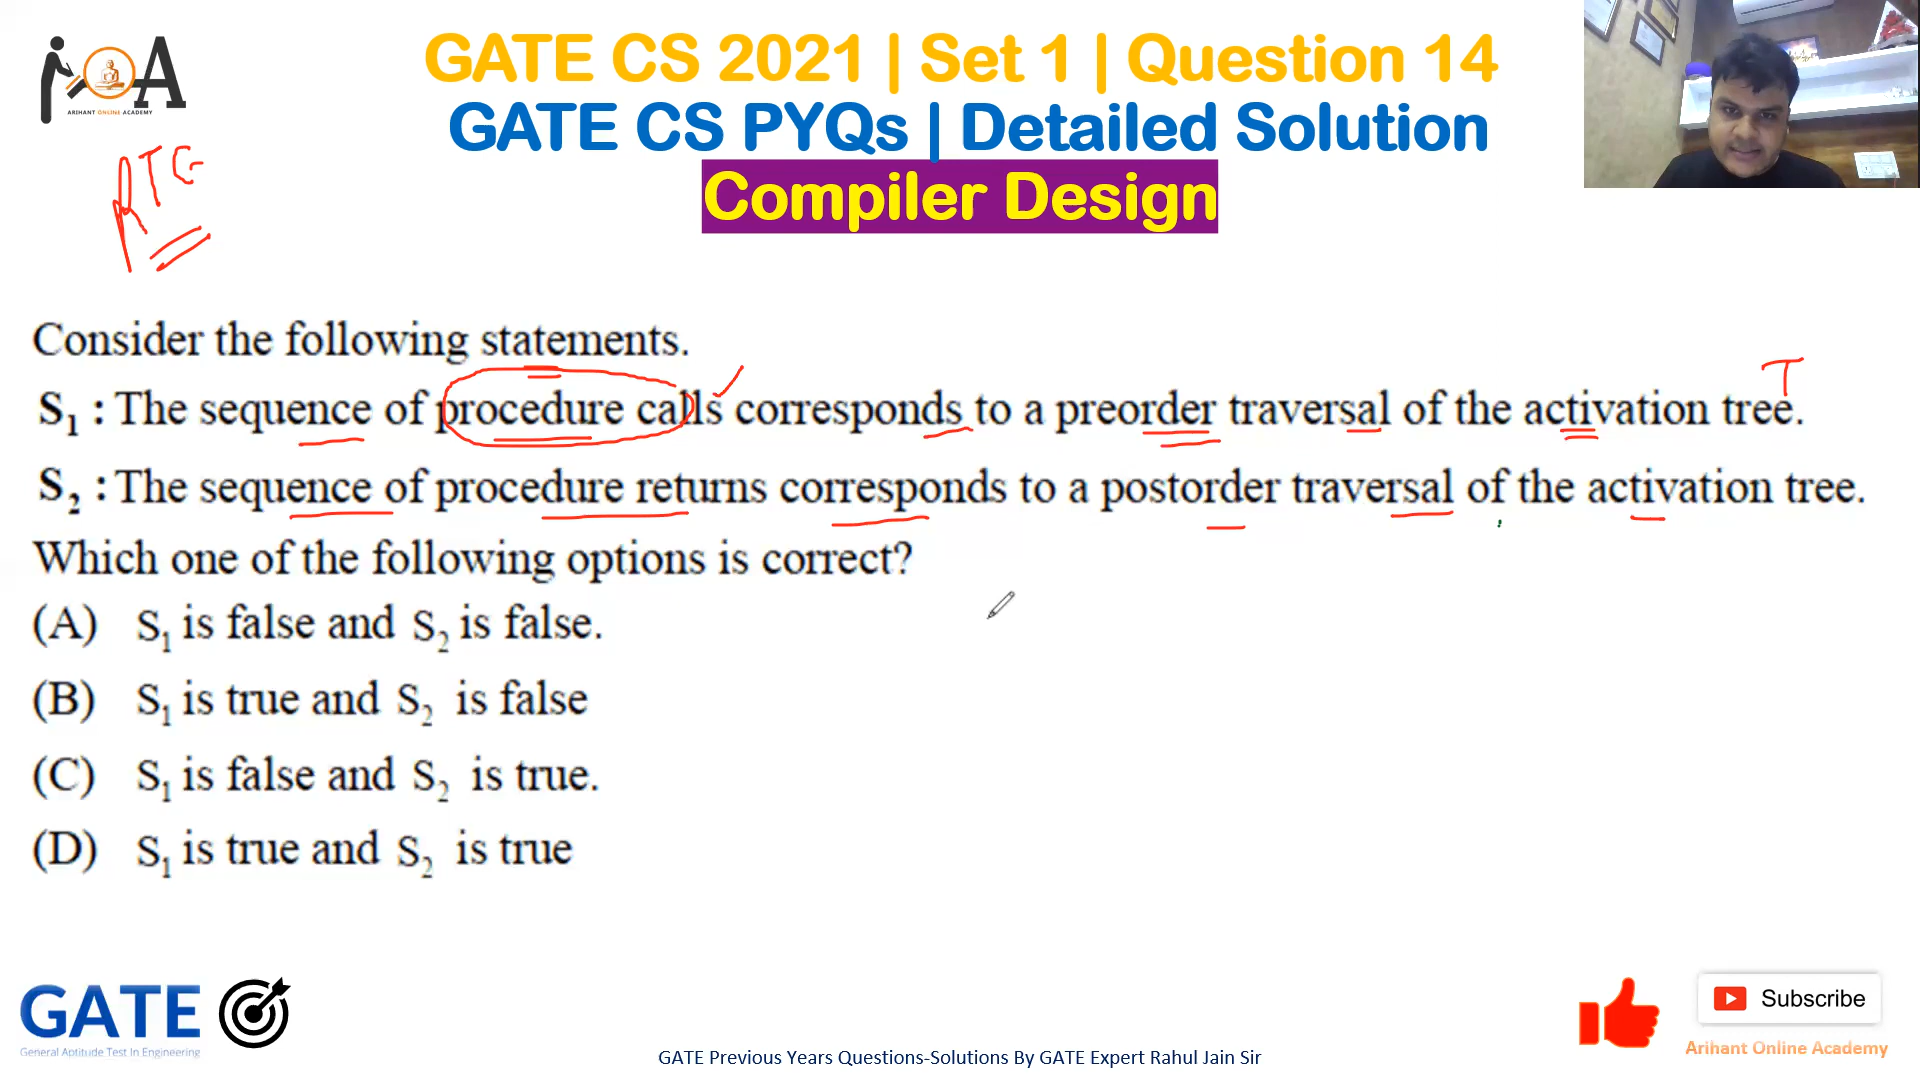 GATE CS 2021 | Set 1 | Question 14
GATE CS PYQs | Detailed Solution
Compiler Design
A
ARIHANT ONLINE ACADEMY
RTG
Consider the following statements.
T
S₁ : The sequence of procedure calls corresponds to a preorder traversal of the activation tree.
S₂ : The sequence of procedure returns corresponds to a postorder traversal of the activation tree.
Which one of the following options is correct?
(A) S₁ is false and S₂ is false.
(B) S₁ is true and S₂ is false
(C) S₁ is false and S₂ is true.
(D) S₁ is true and S₂ is true
GATE
General Aptitude Test In Engineering
GATE Previous Years Questions-Solutions By GATE Expert Rahul Jain Sir
Subscribe
Arihant Online Academy